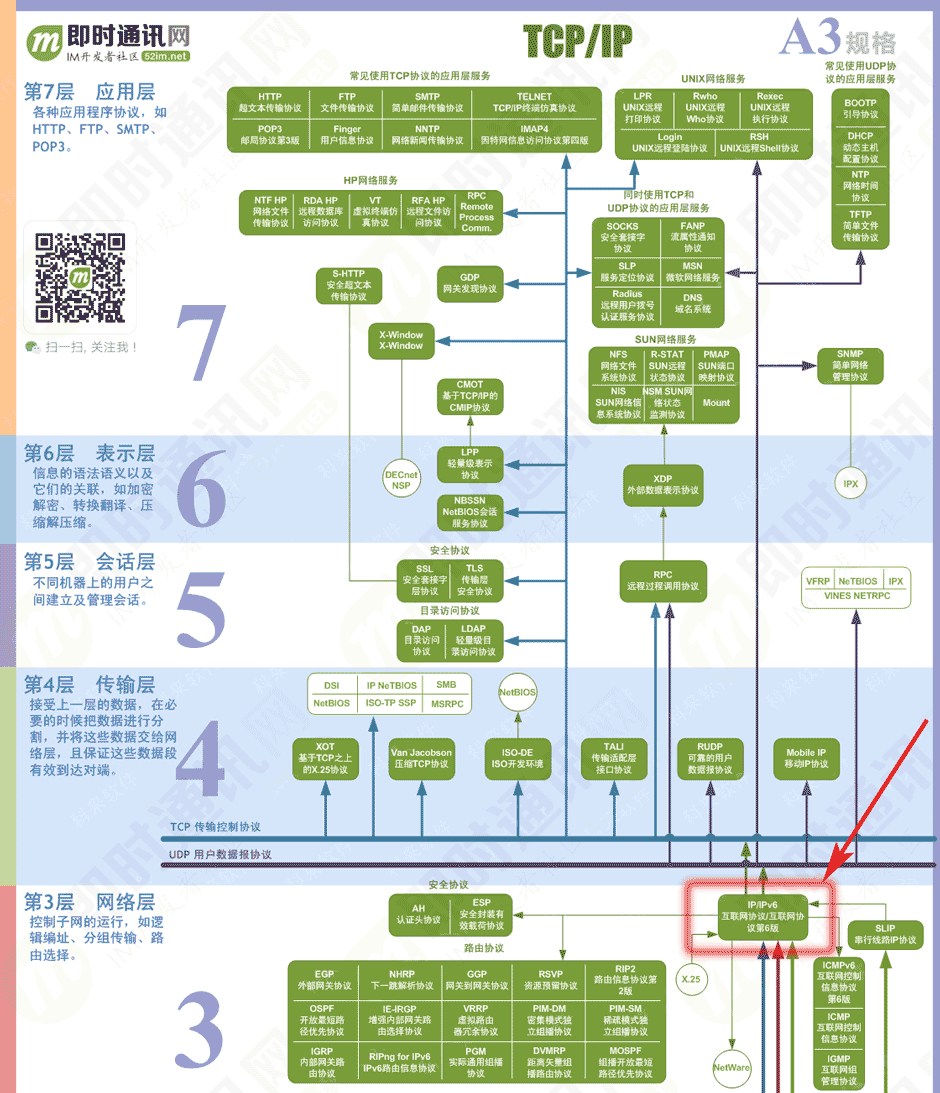 即时通讯网
IM开发者社区 52im.net
TCP/IP
A3规格
常见使用TCP协议的应用层服务
UNIX网络服务
常见使用UDP协
议的应用层服务
第7层 应用层
各种应用程序协议，如
HTTP、FTP、SMTP、
POP3。
HTTP
超文本传输协议
FTP
文件传输协议
SMTP
简单邮件传输协议
TELNET
TCP/IP终端仿真协议
POP3
邮局协议第3版
Finger
用户信息协议
NNTP
网络新闻传输协议
IMAP4
因特网信息访问协议第四版
LPR
UNIX远程
打印协议
Rwho
UNIX远程
Who协议
Rexec
UNIX远程
执行协议
Login
UNIX远程登陆协议
RSH
UNIX远程Shell协议
BOOTP
引导协议
DHCP
动态主机
配置协议
NTP
网络时间
协议
TFTP
简单文件
传输协议
HP网络服务
NTF HP
网络文件
传输协议
RDA HP
远程数据库
访问协议
VT
虚拟终端仿
真协议
RFA HP
远程文件访
问协议
RPC
Remote
Process
Comm.
同时使用TCP和
UDP协议的应用层服务
SOCKS
安全套接字
协议
FANP
流属性通知
协议
SLP
服务定位协议
MSN
微软网络服务
Radius
远程用户拨号
认证服务协议
DNS
域名系统
S-HTTP
安全超文本
传输协议
GDP
网关发现协议
扫一扫, 关注我！
7
X-Window
X-Window
SUN网络服务
NFS
网络文件
系统协议
R-STAT
SUN远程
状态协议
PMAP
SUN端口
映射协议
NIS
SUN网络信
息系统协议
NSM SUN网
络状态
监测协议
Mount
SNMP
简单网络
管理协议
CMOT
基于TCP/IP的
CMIP协议
第6层 表示层
信息的语法语义以及
它们的关联，如加密
解密、转换翻译、压
缩解压缩。
6
DECnet
NSP
LPP
轻量级表示
协议
NBSSN
NetBIOS会话
服务协议
XDP
外部数据表示协议
IPX
第5层 会话层
不同机器上的用户之
间建立及管理会话。
5
安全协议
SSL
安全套接字
层协议
TLS
传输层
安全协议
目录访问协议
DAP
目录访问
协议
LDAP
轻量级目
录访问协议
RPC
远程过程调用协议
VFRP NeTBIOS IPX
VINES NETRPC
第4层 传输层
接受上一层的数据，在必
要的时候把数据进行分
割，并将这些数据交给网
络层，且保证这些数据段
有效到达对端。
4
DSI IP NeTBIOS SMB
NetBIOS ISO-TP SSP MSRPC
NetBIOS
XOT
基于TCP之上
的X.25协议
Van Jacobson
压缩TCP协议
ISO-DE
ISO开发环境
TALI
传输适配层
接口协议
RUDP
可靠的用户
数据报协议
Mobile IP
移动IP协议
TCP 传输控制协议
UDP 用户数据报协议
第3层 网络层
控制子网的运行，如逻
辑编址、分组传输、路
由选择。
3
安全协议
AH
认证头协议
ESP
安全封装有
效载荷协议
IP/IPv6
互联网协议/互联网协
议第6版
SLIP
串行线路IP协议
路由协议
EGP
外部网关协议
NHRP
下一跳解析协议
GGP
网关到网关协议
RSVP
资源预留协议
RIP2
路由信息协议第
2版
OSPF
开放最短路
径优先协议
IE-IRGP
增强内部网关路
由选择协议
VRRP
虚拟路由
器冗余协议
PIM-DM
密集模式独
立组播协议
PIM-SM
稀疏模式独
立组播协议
IGRP
内部网关路
由协议
RIPng for IPv6
IPv6路由信息协议
PGM
实际通用组播
协议
DVMRP
距离矢量组
播路由协议
MOSPF
组播开放最短
路径优先协议
X.25
NetWare
ICMPv6
互联网控制
信息协议
第6版
ICMP
互联网控制
信息协议
IGMP
互联网组
管理协议